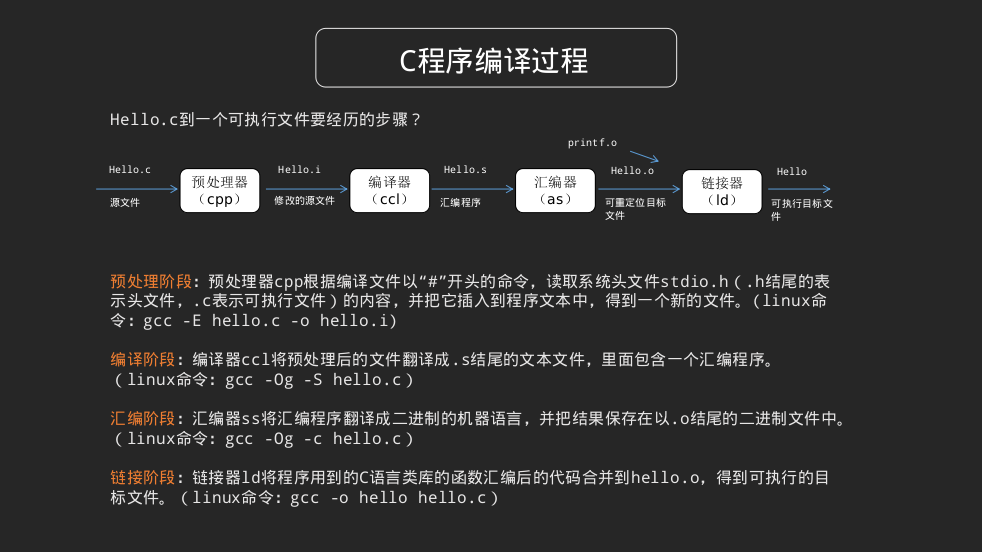 C程序编译过程
Hello.c到一个可执行文件要经历的步骤？
printf.o
Hello.c
Hello.i
Hello.s
Hello.o
Hello
预处理器
（cpp）
编译器
（ccl）
汇编器
（as）
链接器
（ld）
源文件
修改的源文件
汇编程序
可重定位目标
文件
可执行目标文
件
预处理阶段：预处理器cpp根据编译文件以“#”开头的命令，读取系统头文件stdio.h（.h结尾的表
示头文件，.c表示可执行文件）的内容，并把它插入到程序文本中，得到一个新的文件。(linux命
令：gcc -E hello.c -o hello.i)
编译阶段：编译器ccl将预处理后的文件翻译成.s结尾的文本文件，里面包含一个汇编程序。
（linux命令：gcc -Og -S hello.c）
汇编阶段：汇编器ss将汇编程序翻译成二进制的机器语言，并把结果保存在以.o结尾的二进制文件中。
（linux命令：gcc -Og -c hello.c）
链接阶段：链接器ld将程序用到的C语言类库的函数汇编后的代码合并到hello.o，得到可执行的目
标文件。（linux命令：gcc -o hello hello.c）